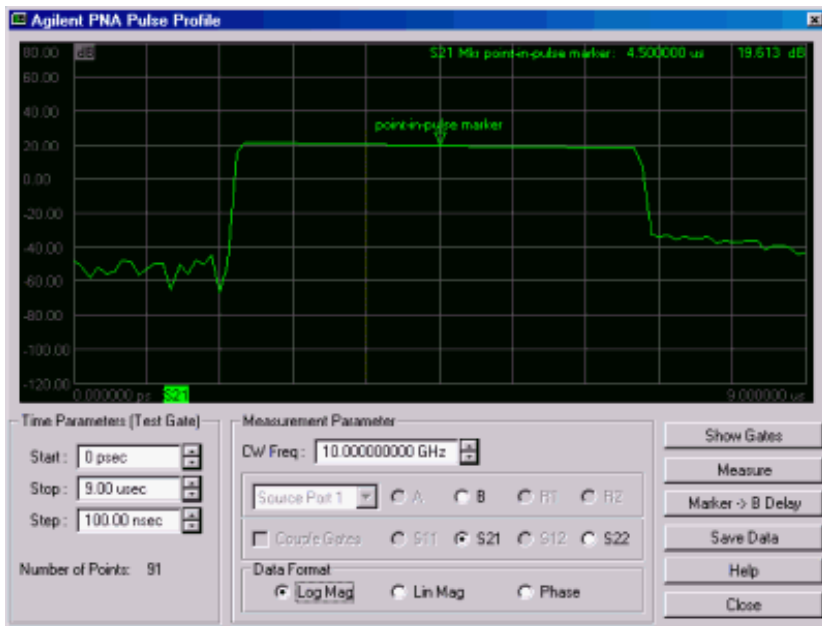 Agilent PNA Pulse Profile
80.00 dB S21 Mkr point-in-pulse marker: 4.500000 us 19.613 dB
60.00
40.00
point-in-pulse marker
20.00
0.00
-20.00
-40.00
-60.00
-80.00
-100.00
-120.00
0.000000 ps S21 9.000000 us
Time Parameters (Test Gate)
Start: 0 psec
Stop: 9.00 usec
Step: 100.00 nsec
Number of Points: 91
Measurement Parameter
CW Freq: 10.000000000 GHz
Source Port 1 A B R1 R2
Couple Gates S11 S21 S12 S22
Data Format
Log Mag Lin Mag Phase
Show Gates
Measure
Marker -> B Delay
Save Data
Help
Close